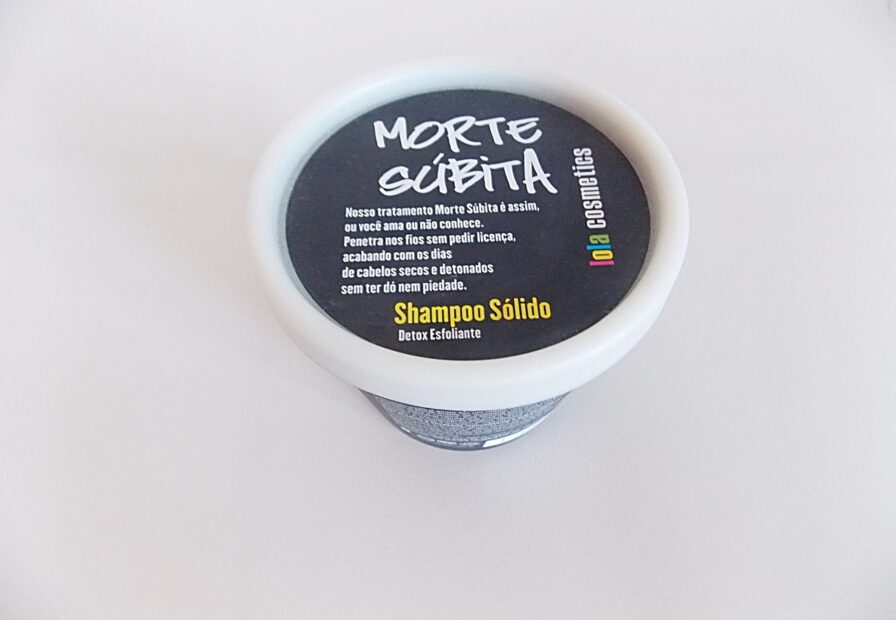 MORTE
SÚBiTA
Nosso tratamento Morte Súbita é assim,
ou você ama ou não conhece.
Penetra nos fios sem pedir licença,
acabando com os dias
de cabelos secos e detonados
sem ter dó nem piedade.
Shampoo Sólido
Detox Esfoliante
lola cosmetics